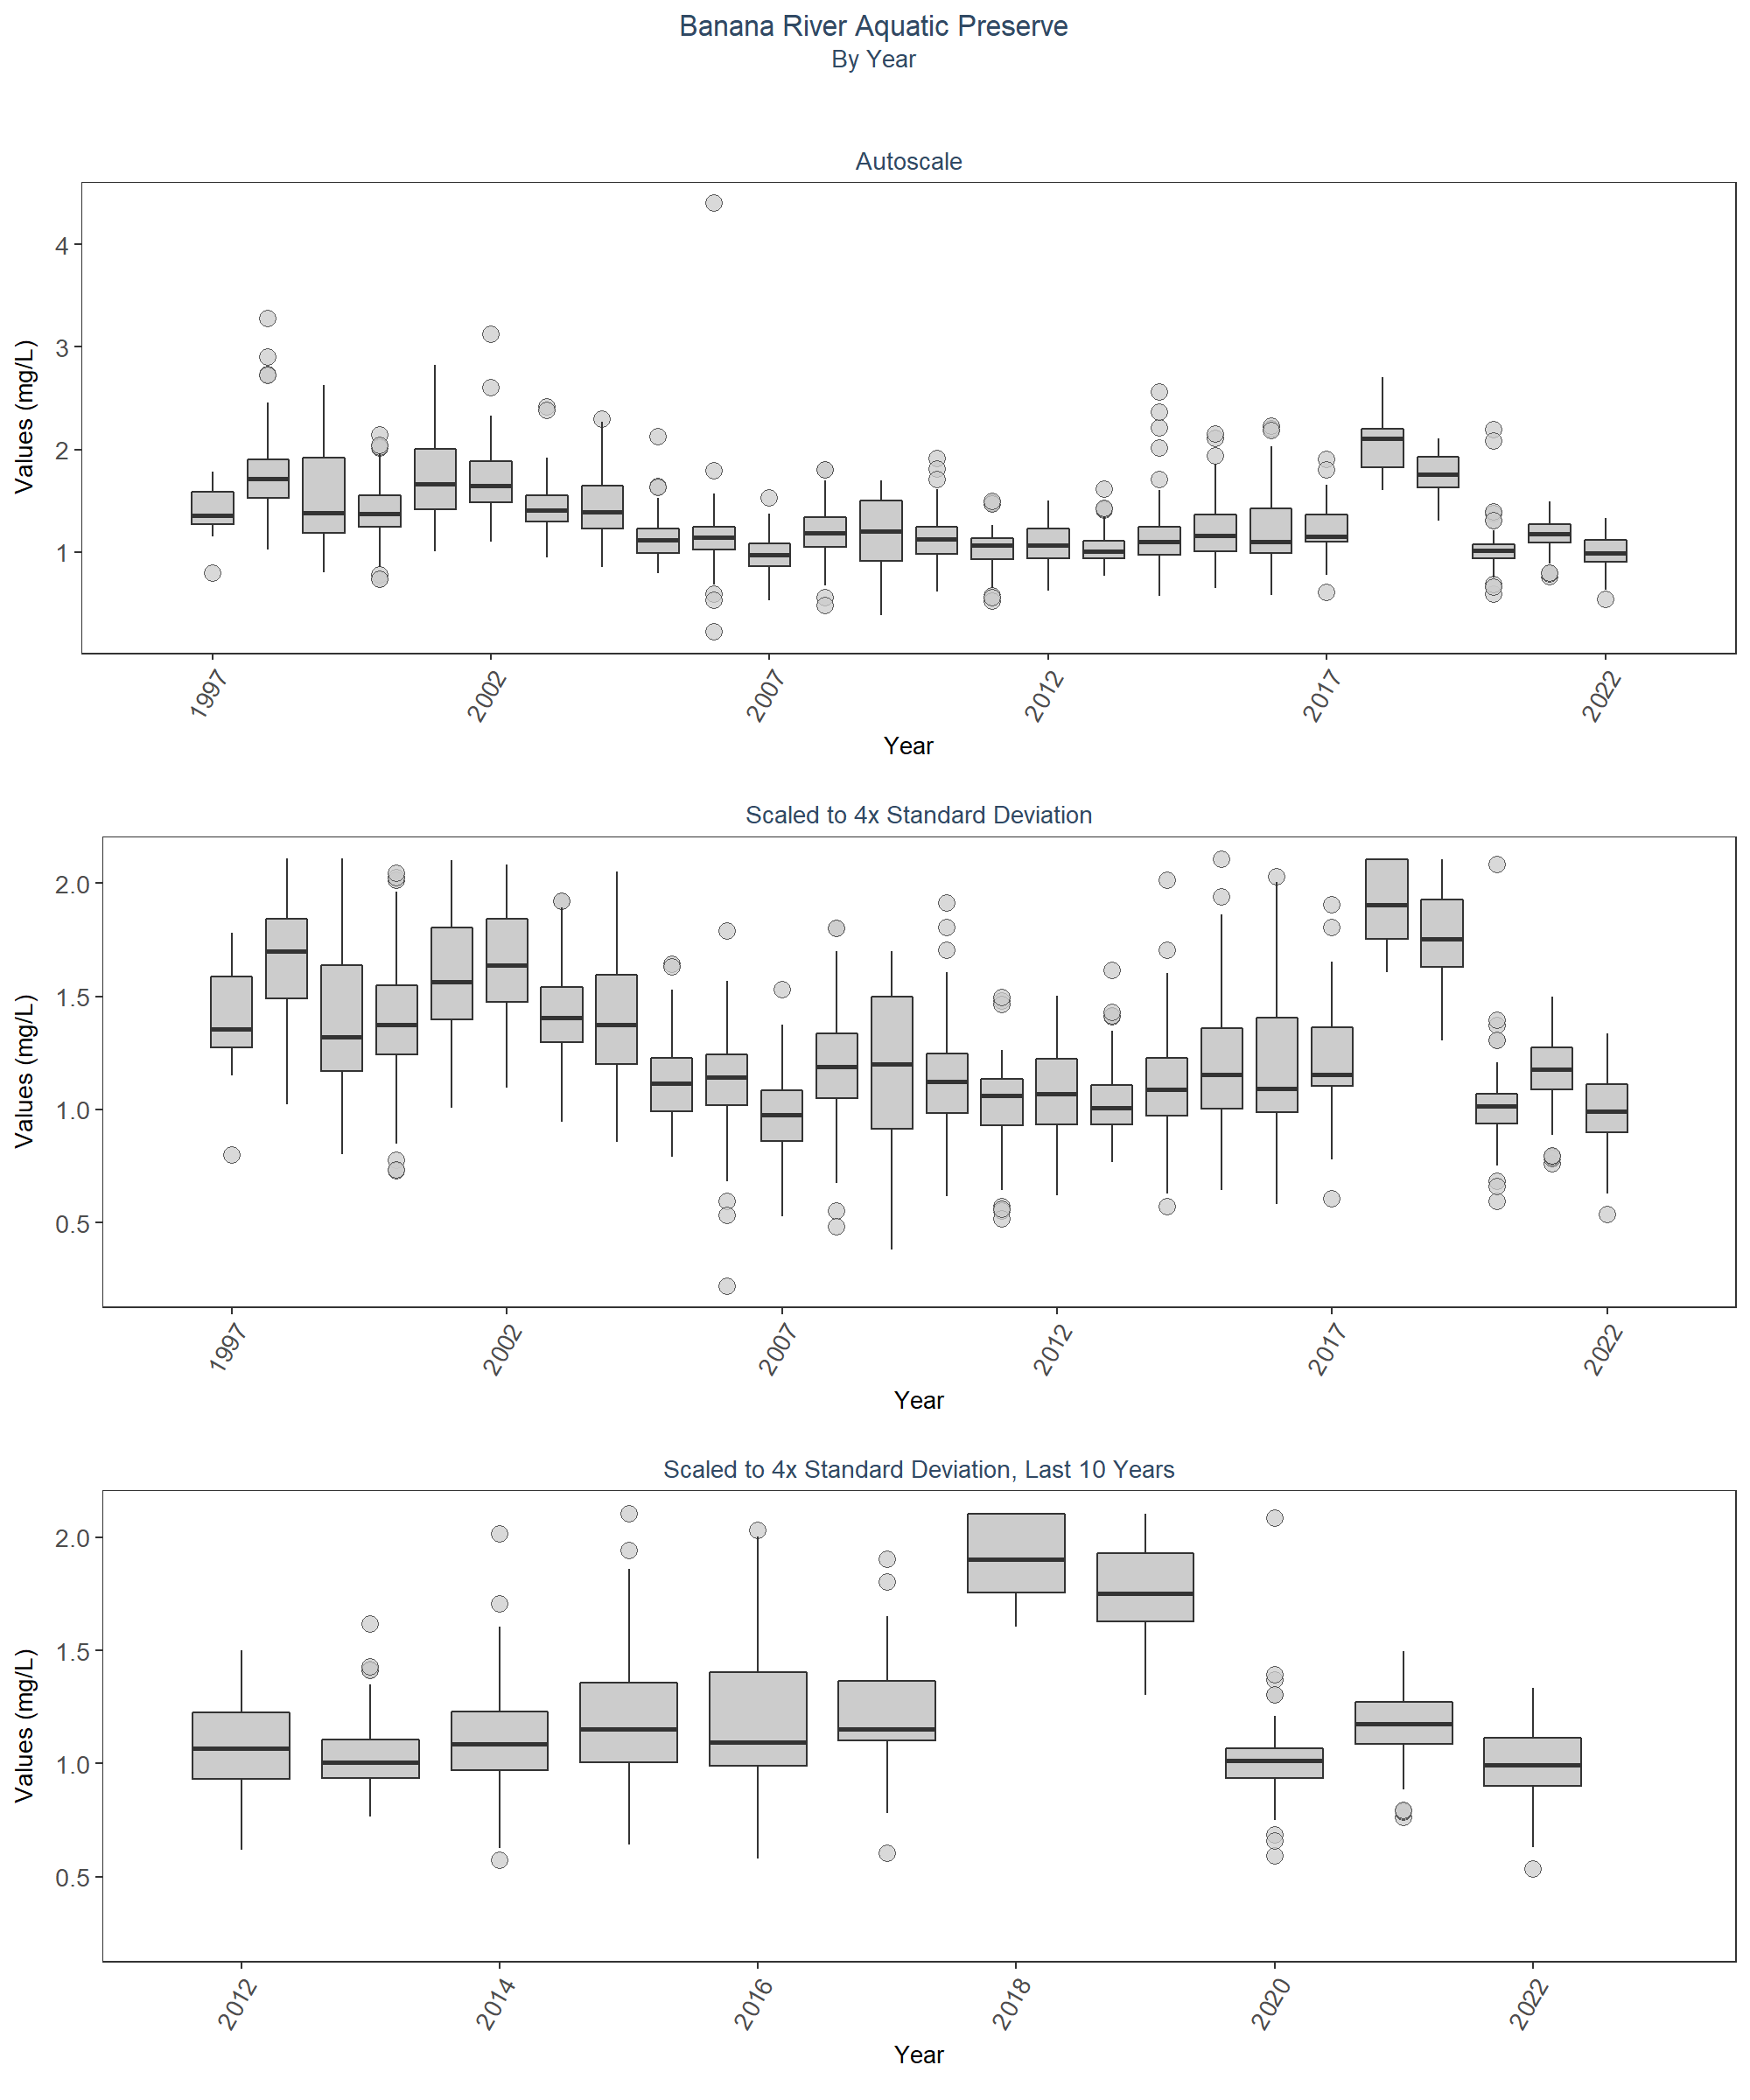 Banana River Aquatic Preserve
By Year
Autoscale
Values (mg/L)
4
3
2
1
1997
2002
2007
2012
2017
2022
Year
Scaled to 4x Standard Deviation
Values (mg/L)
2.0
1.5
1.0
0.5
1997
2002
2007
2012
2017
2022
Year
Scaled to 4x Standard Deviation, Last 10 Years
Values (mg/L)
2.0
1.5
1.0
0.5
2012
2014
2016
2018
2020
2022
Year